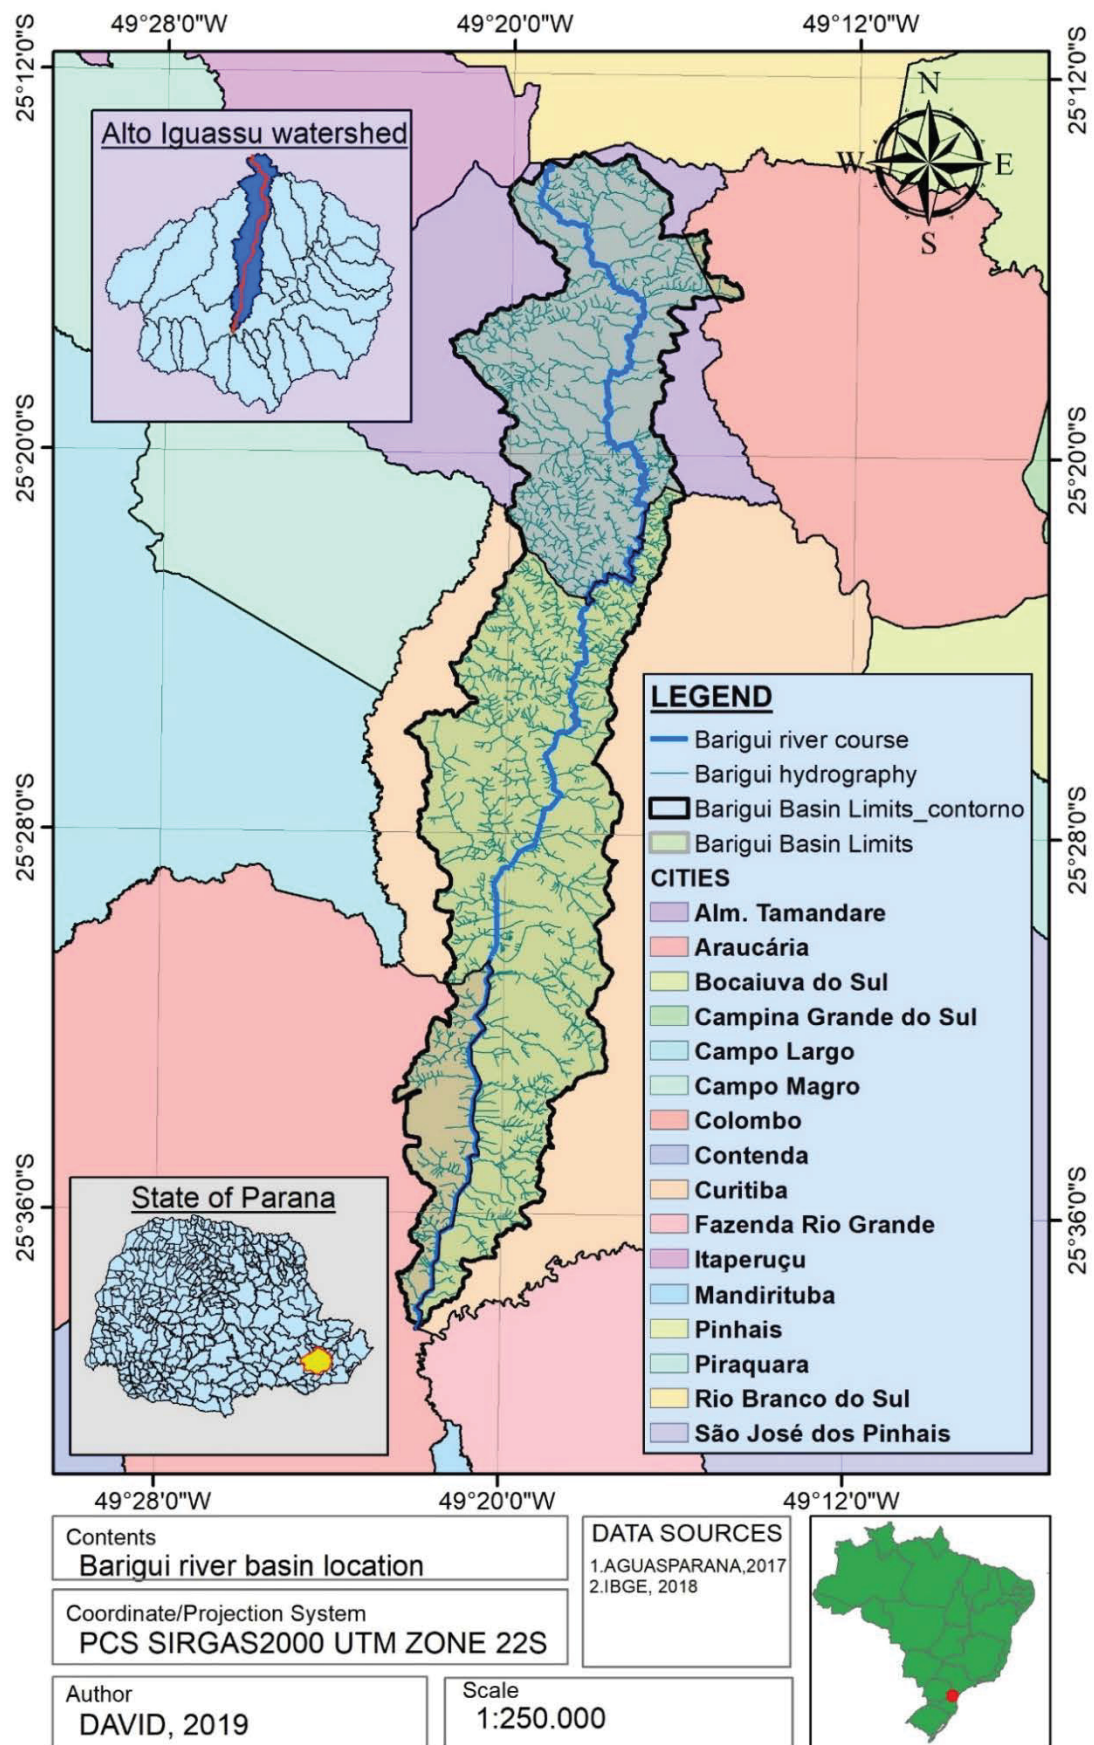 49°28'0"W
49°20'0"W
49°12'0"W
25°12'0"S
25°12'0"S
N
W
E
S
Alto Iguassu watershed
25°20'0"S
25°20'0"S
LEGEND
Barigui river course
Barigui hydrography
Barigui Basin Limits_contorno
Barigui Basin Limits
CITIES
Alm. Tamandare
Araucária
Bocaiuva do Sul
Campina Grande do Sul
Campo Largo
Campo Magro
Colombo
Contenda
Curitiba
Fazenda Rio Grande
Itaperuçu
Mandirituba
Pinhais
Piraquara
Rio Branco do Sul
São José dos Pinhais
25°28'0"S
25°28'0"S
25°36'0"S
25°36'0"S
State of Parana
49°28'0"W
49°20'0"W
49°12'0"W
Contents
Barigui river basin location
Coordinate/Projection System
PCS SIRGAS2000 UTM ZONE 22S
Author
DAVID, 2019
Scale
1:250.000
DATA SOURCES
1.AGUASPARANA,2017
2.IBGE, 2018